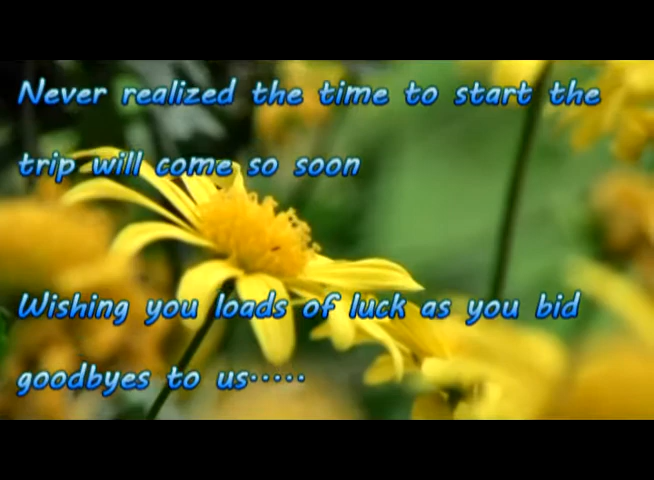 Never realized the time to start the
trip will come so soon
Wishing you loads of luck as you bid
goodbyes to us.....